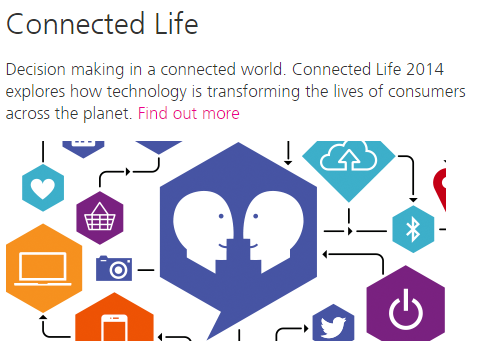 Connected Life
Decision making in a connected world. Connected Life 2014
explores how technology is transforming the lives of consumers
across the planet. Find out more